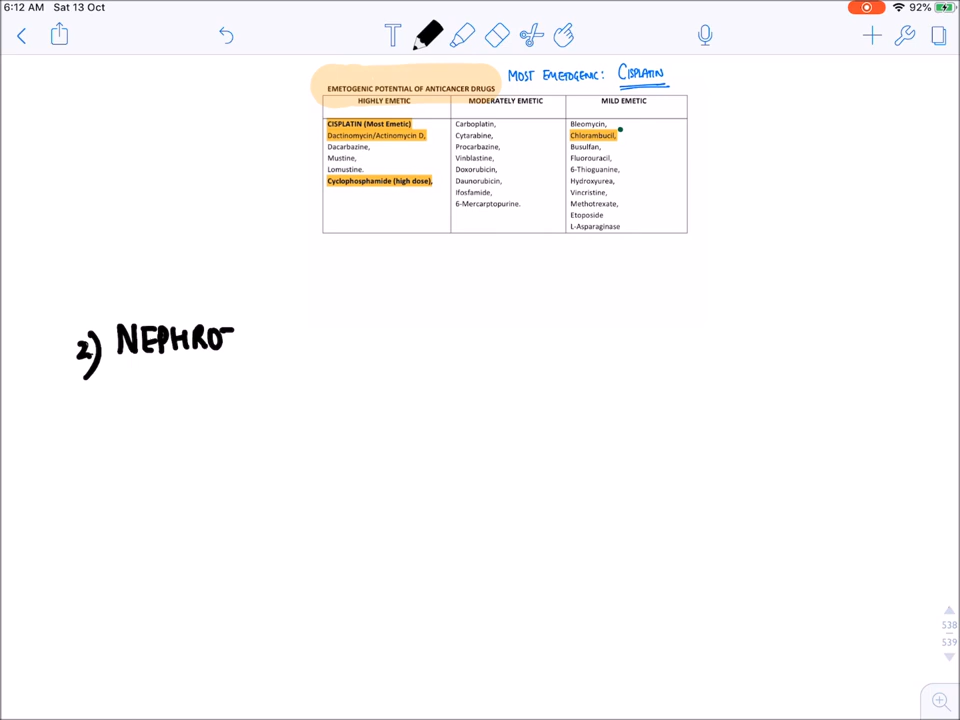 6:12 AM Sat 13 Oct
92%
T
MOST EMETOGENIC: CISPLATIN
EMETOGENIC POTENTIAL OF ANTICANCER DRUGS
HIGHLY EMETIC
MODERATELY EMETIC
MILD EMETIC
CISPLATIN (Most Emetic)
Dactinomycin/Actinomycin D,
Dacarbazine,
Mustine,
Lomustine.
Cyclophosphamide (high dose),
Carboplatin,
Cytarabine,
Procarbazine,
Vinblastine,
Doxorubicin,
Daunorubicin,
Ifosfamide,
6-Mercarptopurine.
Bleomycin,
Chlorambucil,
Busulfan,
Fluorouracil,
6-Thioguanine,
Hydroxyurea,
Vincristine,
Methotrexate,
Etoposide
L-Asparaginase
2) NEPHRO-
538
539